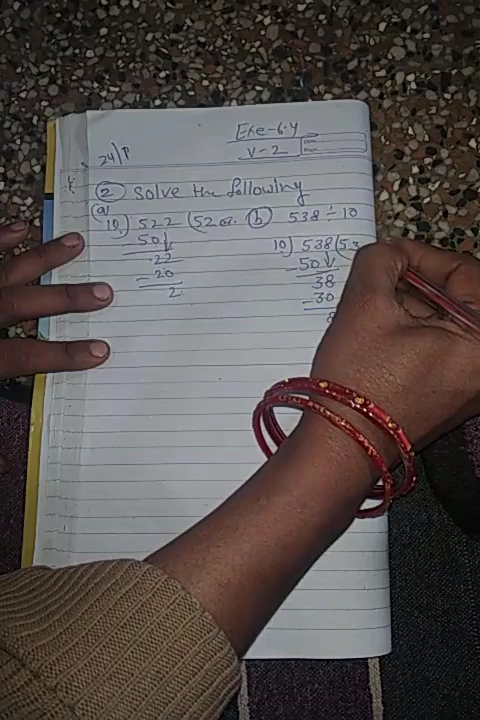 Exe-6.4
24/P
V-2
② Solve the following
(a)
10) 522 (52
50↓
22
- 20
2
(b) 538 ÷ 10
10) 538 (53
- 50↓
38
- 30
8